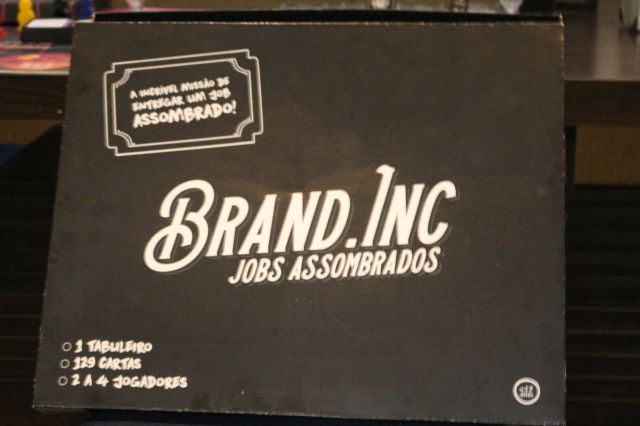 A INCRÍVEL MISSÃO DE
ENTREGAR UM JOB
ASSOMBRADO!
BRAND.INC
JOBS ASSOMBRADOS
1 TABULEIRO
129 CARTAS
2 A 4 JOGADORES